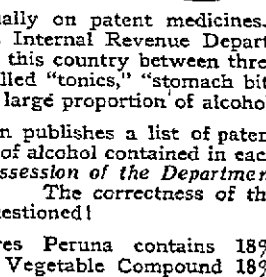 ually on patent medicines.
Internal Revenue Depart
this country between thre
lled “tonics,” “stomach bit
large proportion of alcoho
n publishes a list of paten
of alcohol contained in eac
ssession of the Departmen
The correctness of th
estioned!
res Peruna contains 18%
Vegetable Compound 18%